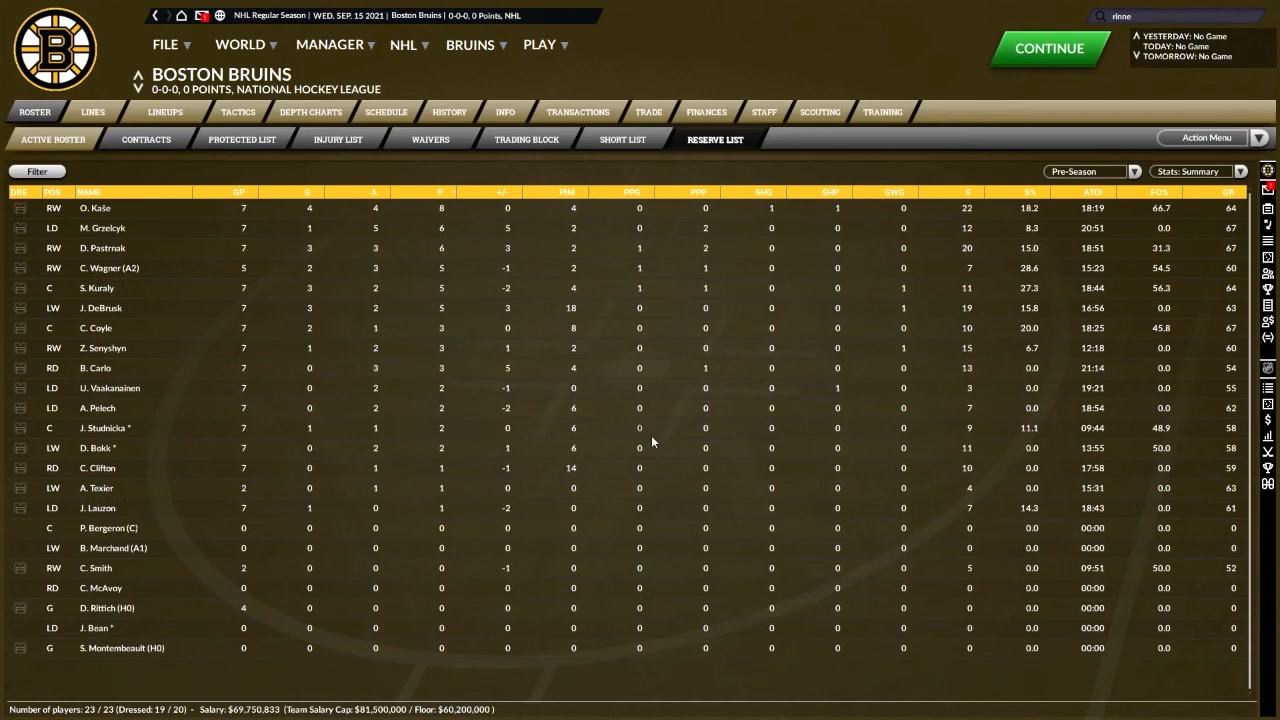 NHL Regular Season | WED. SEP. 15 2021 | Boston Bruins | 0-0-0, 0 Points, NHL
rinne
FILE WORLD MANAGER NHL BRUINS PLAY
CONTINUE
YESTERDAY: No Game
TODAY: No Game
TOMORROW: No Game
B
BOSTON BRUINS
0-0-0, 0 POINTS, NATIONAL HOCKEY LEAGUE
ROSTER LINES LINEUPS TACTICS DEPTH CHARTS SCHEDULE HISTORY INFO TRANSACTIONS TRADE FINANCES STAFF SCOUTING TRAINING
ACTIVE ROSTER CONTRACTS PROTECTED LIST INJURY LIST WAIVERS TRADING BLOCK SHORT LIST RESERVE LIST Action Menu
Filter Pre-Season Stats: Summary
DRE POS NAME GP G A P +/- PIM PPG PPP SHG SHP GWG S S% ATOI FO% GR
RW O. Kaše 7 4 4 8 0 4 0 0 1 1 0 22 18.2 18:19 66.7 64
LD M. Grzelcyk 7 1 5 6 5 2 0 2 0 0 0 12 8.3 20:51 0.0 67
RW D. Pastrnak 7 3 3 6 3 2 1 2 0 0 0 20 15.0 18:51 31.3 67
RW C. Wagner (A2) 5 2 3 5 -1 2 1 1 0 0 0 7 28.6 15:23 54.5 60
C S. Kuraly 7 3 2 5 -2 4 1 1 0 0 1 11 27.3 18:44 56.3 64
LW J. DeBrusk 7 3 2 5 3 18 0 0 0 0 1 19 15.8 16:56 0.0 63
C C. Coyle 7 2 1 3 0 8 0 0 0 0 0 10 20.0 18:25 45.8 67
RW Z. Senyshyn 7 1 2 3 1 2 0 0 0 0 1 15 6.7 12:18 0.0 60
RD B. Carlo 7 0 3 3 5 4 0 1 0 0 0 13 0.0 21:14 0.0 54
LD U. Vaakanainen 7 0 2 2 -1 0 0 0 0 1 0 3 0.0 19:21 0.0 55
LD A. Pelech 7 0 2 2 -2 6 0 0 0 0 0 7 0.0 18:54 0.0 62
C J. Studnicka * 7 1 1 2 0 6 0 0 0 0 0 9 11.1 09:44 48.9 58
LW D. Bokk * 7 0 2 2 1 6 0 0 0 0 0 11 0.0 13:55 50.0 58
RD C. Clifton 7 0 1 1 -1 14 0 0 0 0 0 10 0.0 17:58 0.0 59
LW A. Texier 2 0 1 1 0 0 0 0 0 0 0 4 0.0 15:31 0.0 63
LD J. Lauzon 7 1 0 1 -2 0 0 0 0 0 0 7 14.3 18:43 0.0 61
C P. Bergeron (C) 0 0 0 0 0 0 0 0 0 0 0 0 0.0 00:00 0.0 0
LW B. Marchand (A1) 0 0 0 0 0 0 0 0 0 0 0 0 0.0 00:00 0.0 0
RW C. Smith 2 0 0 0 -1 0 0 0 0 0 0 5 0.0 09:51 50.0 52
RD C. McAvoy 0 0 0 0 0 0 0 0 0 0 0 0 0.0 00:00 0.0 0
G D. Rittich (H0) 4 0 0 0 0 0 0 0 0 0 0 0 0.0 00:00 0.0 0
LD J. Bean * 0 0 0 0 0 0 0 0 0 0 0 0 0.0 00:00 0.0 0
G S. Montembeault (H0) 0 0 0 0 0 0 0 0 0 0 0 0 0.0 00:00 0.0 0
Number of players: 23 / 23 (Dressed: 19 / 20) - Salary: $69,750,833 (Team Salary Cap: $81,500,000 / Floor: $60,200,000 )